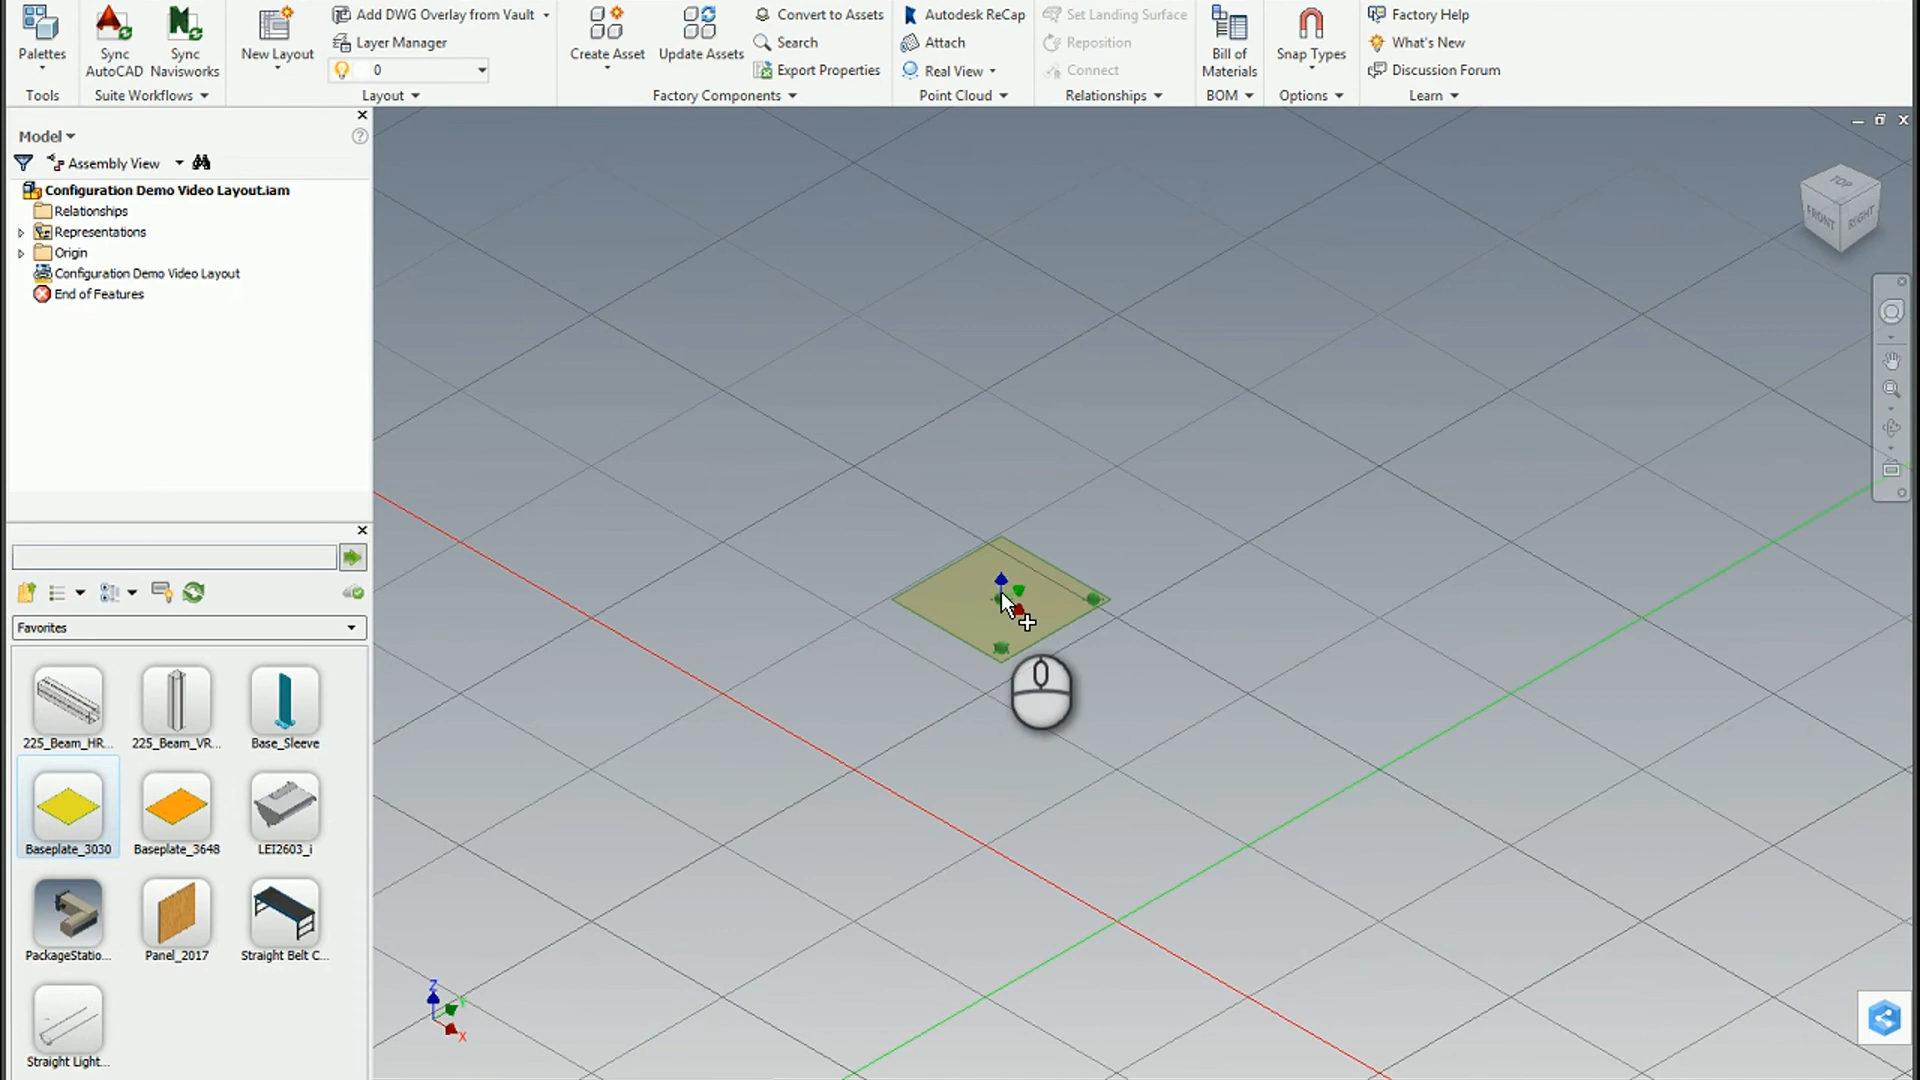 Palettes
Sync
AutoCAD
Sync
Navisworks
New Layout
Add DWG Overlay from Vault
Layer Manager
0
Create Asset
Update Assets
Convert to Assets
Search
Export Properties
Autodesk ReCap
Attach
Real View
Set Landing Surface
Reposition
Connect
Bill of
Materials
Snap Types
Factory Help
What's New
Discussion Forum
Tools
Suite Workflows
Layout
Factory Components
Point Cloud
Relationships
BOM
Options
Learn
Model
Assembly View
Configuration Demo Video Layout.iam
Relationships
Representations
Origin
Configuration Demo Video Layout
End of Features
TOP
FRONT
RIGHT
Favorites
225_Beam_HR...
225_Beam_VR...
Base_Sleeve
Baseplate_3030
Baseplate_3648
LEI2603_i
PackageStatio...
Panel_2017
Straight Belt C...
Straight Light...
Z
Y
X